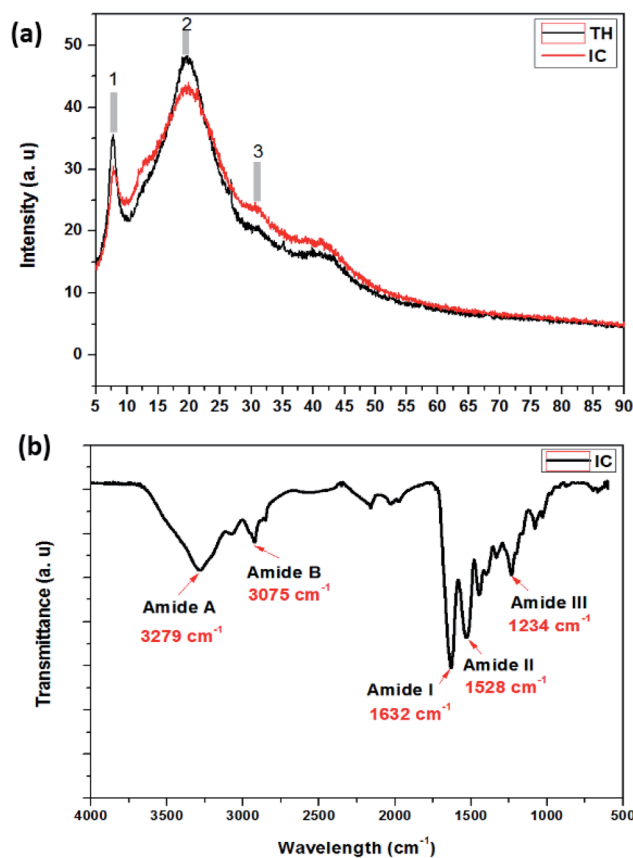 (a)
TH
IC
1
2
3
50
40
30
20
10
0
Intensity (a. u)
5 10 15 20 25 30 35 40 45 50 55 60 65 70 75 80 85 90
(b)
IC
Transmittance (a. u)
Amide A
3279 cm-1
Amide B
3075 cm-1
Amide I
1632 cm-1
Amide II
1528 cm-1
Amide III
1234 cm-1
4000 3500 3000 2500 2000 1500 1000 500
Wavelength (cm-1)